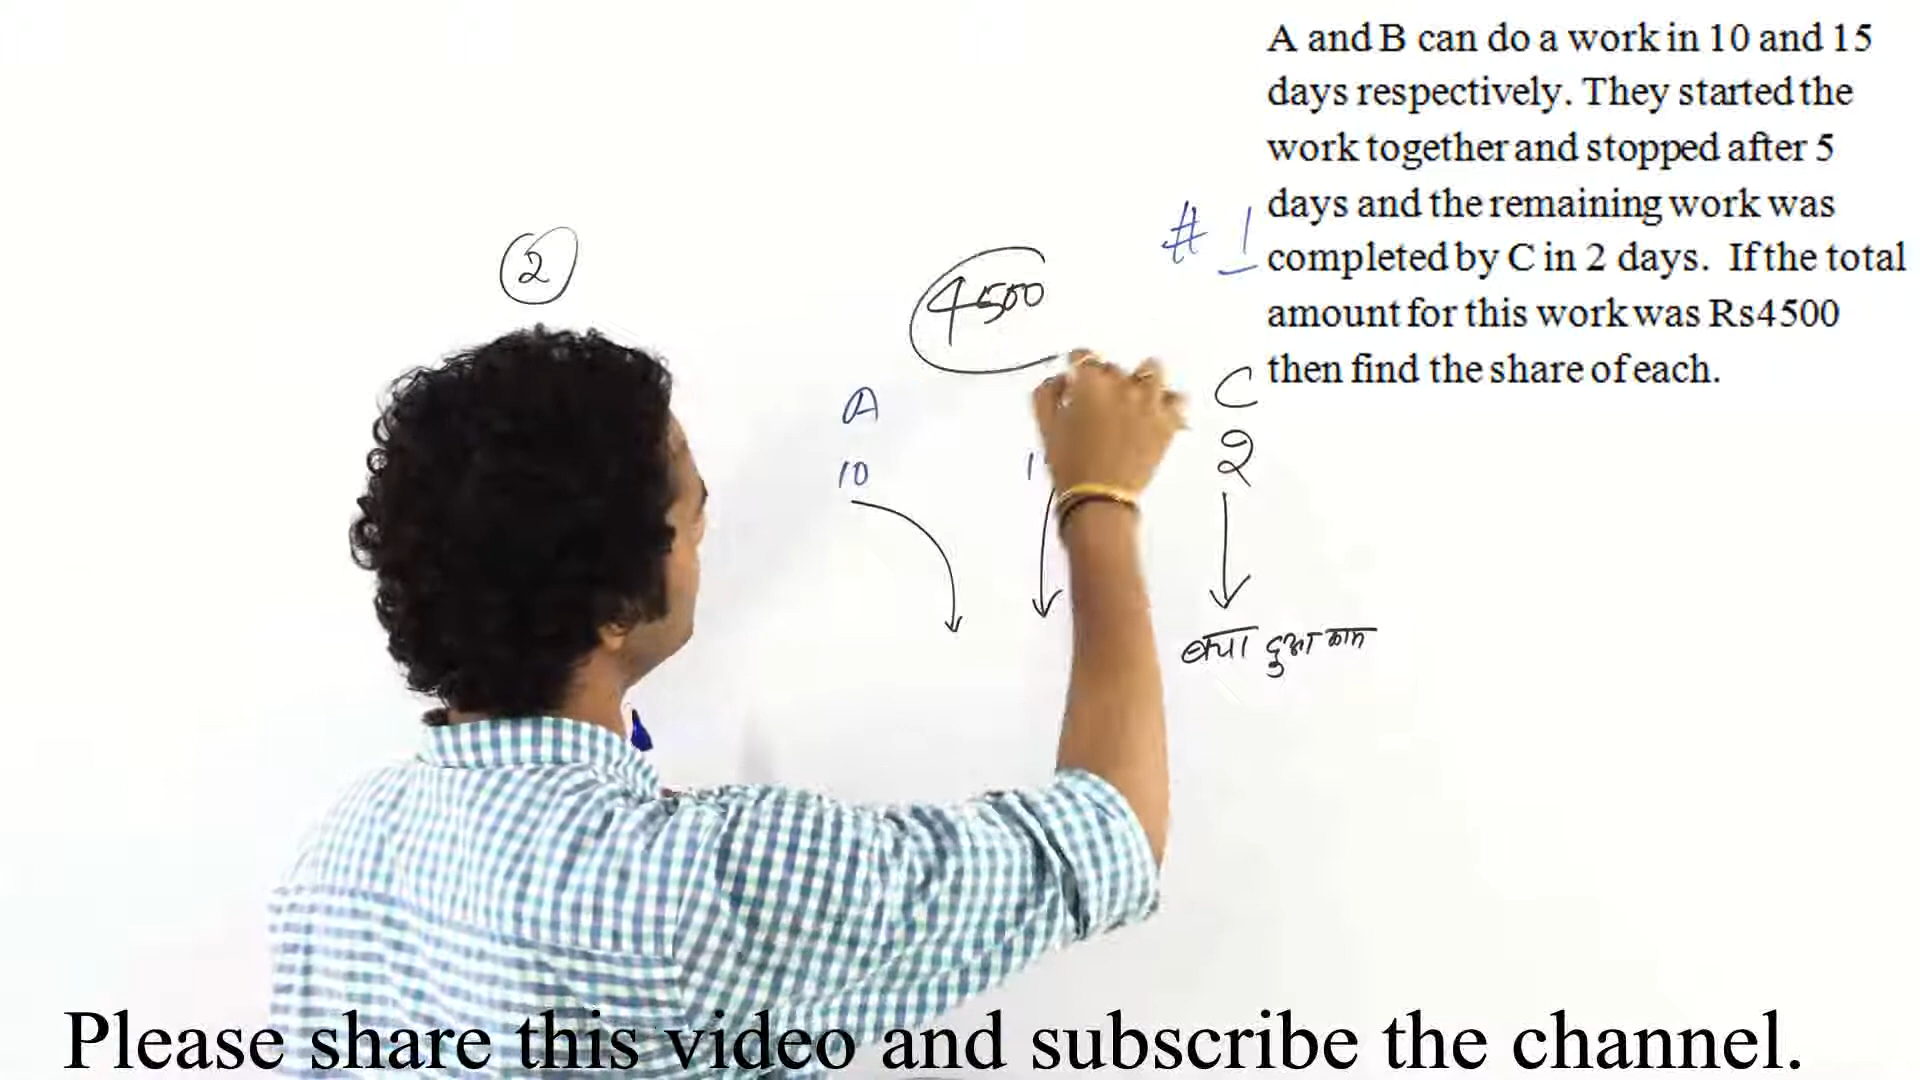 A and B can do a work in 10 and 15
days respectively. They started the
work together and stopped after 5
days and the remaining work was
completed by C in 2 days. If the total
amount for this work was Rs4500
then find the share of each.
# 1
2
4500
A C
10 1 2
बचा हुआ काम
Please share this video and subscribe the channel.